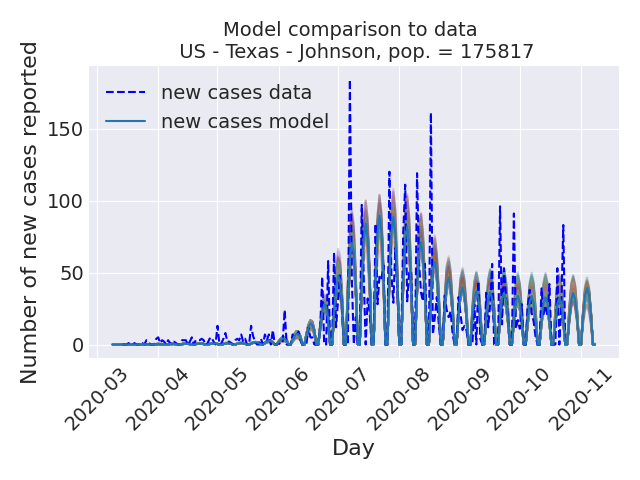 Model comparison to data
US - Texas - Johnson, pop. = 175817
Number of new cases reported
new cases data
new cases model
150
100
50
0
2020-03
2020-04
2020-05
2020-06
2020-07
2020-08
2020-09
2020-10
2020-11
Day